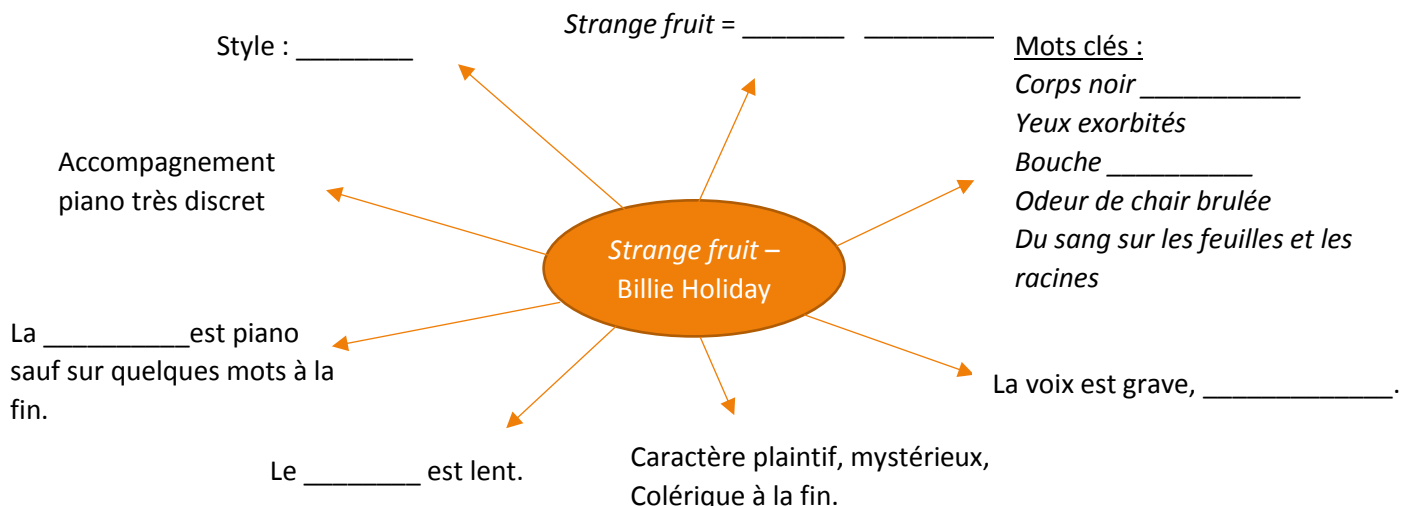 Strange fruit = _______ _________
Style : ________
Mots clés :
Corps noir ___________
Yeux exorbités
Bouche __________
Odeur de chair brulée
Du sang sur les feuilles et les
racines
Accompagnement
piano très discret
Strange fruit –
Billie Holiday
La __________est piano
sauf sur quelques mots à la
fin.
La voix est grave, _____________.
Le ________ est lent.
Caractère plaintif, mystérieux,
Colérique à la fin.